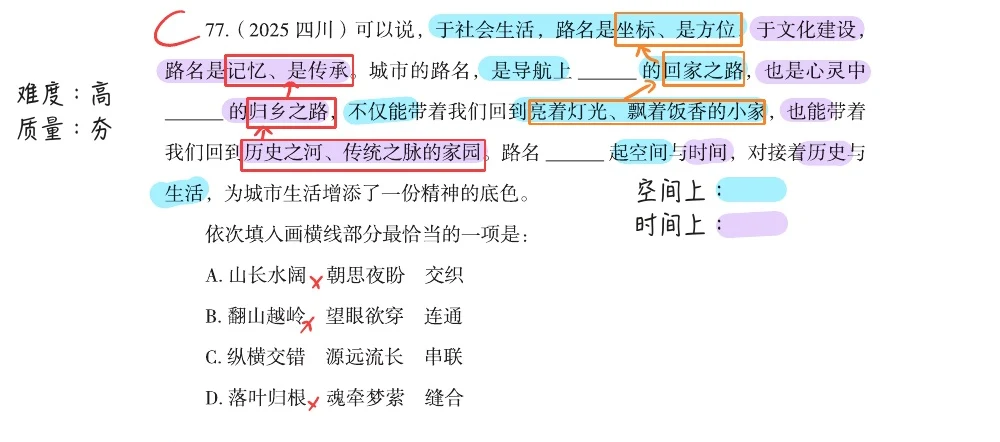 77.（2025 四川）可以说，于社会生活，路名是坐标、是方位，于文化建设，
路名是记忆、是传承。城市的路名，是导航上______的回家之路，也是心灵中
______的归乡之路，不仅能带着我们回到亮着灯光、飘着饭香的小家，也能带着
我们回到历史之河、传统之脉的家园。路名______起空间与时间，对接着历史与
生活，为城市生活增添了一份精神的底色。
难度：高
质量：夯
空间上：
时间上：
依次填入画横线部分最恰当的一项是：
A. 山长水阔 朝思夜盼 交织
B. 翻山越岭 望眼欲穿 连通
C. 纵横交错 源远流长 串联
D. 落叶归根 魂牵梦萦 缝合